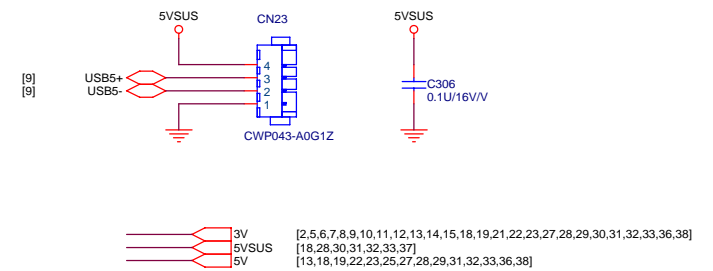 5VSUS CN23 5VSUS
4
[9] USB5+ 3
[9] USB5- 2
1
C306
0.1U/16V/V
CWP043-A0G1Z
3V [2,5,6,7,8,9,10,11,12,13,14,15,18,19,21,22,23,27,28,29,30,31,32,33,36,38]
5VSUS [18,28,30,31,32,33,37]
5V [13,18,19,22,23,25,27,28,29,31,32,33,36,38]